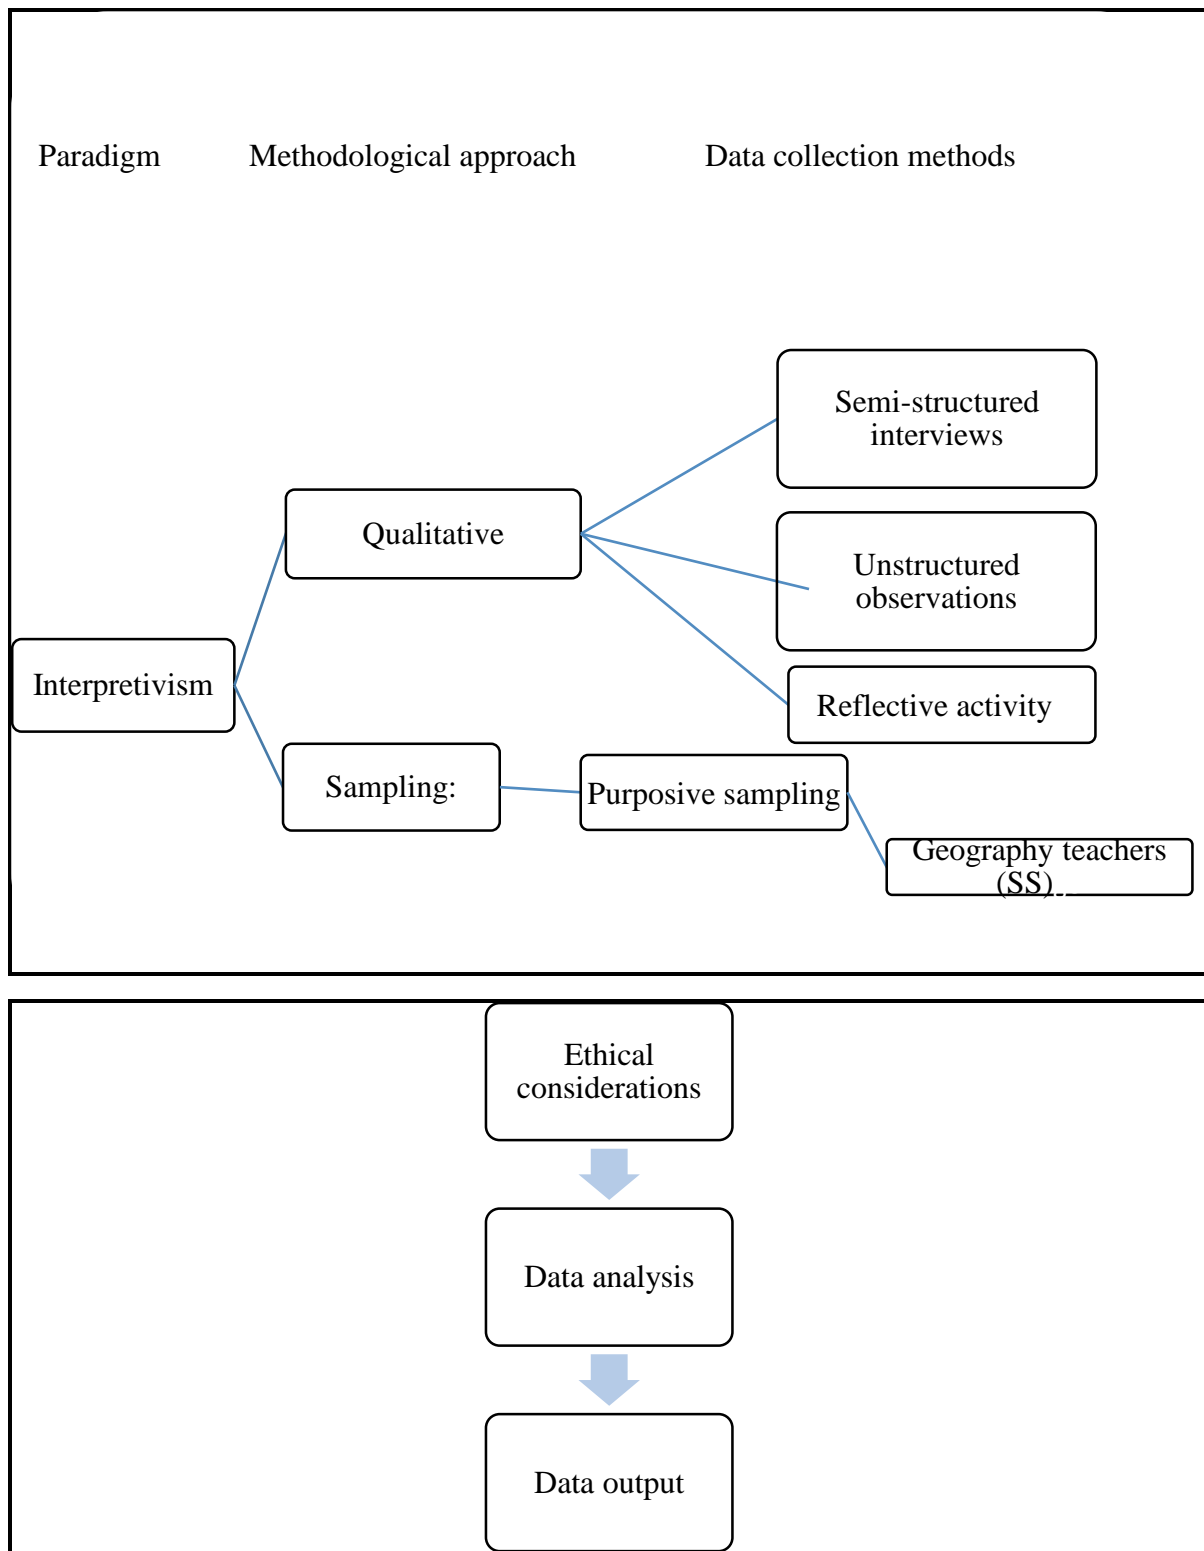 Paradigm
Methodological approach
Data collection methods
Semi-structured
interviews
Qualitative
Unstructured
observations
Interpretivism
Reflective activity
Sampling:
Purposive sampling
Geography teachers
(SS)
Ethical
considerations
Data analysis
Data output